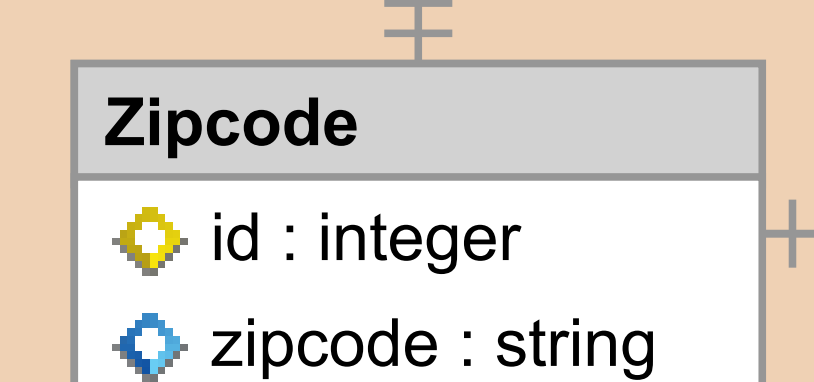 Zipcode
id : integer
zipcode : string